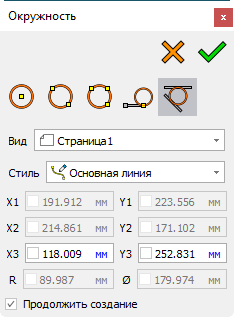 Окружность
Вид Страница1
Стиль Основная линия
X1 191.912 мм Y1 223.556 мм
X2 214.861 мм Y2 171.102 мм
X3 118.009 мм Y3 252.831 мм
R 89.987 мм Ø 179.974 мм
Продолжить создание